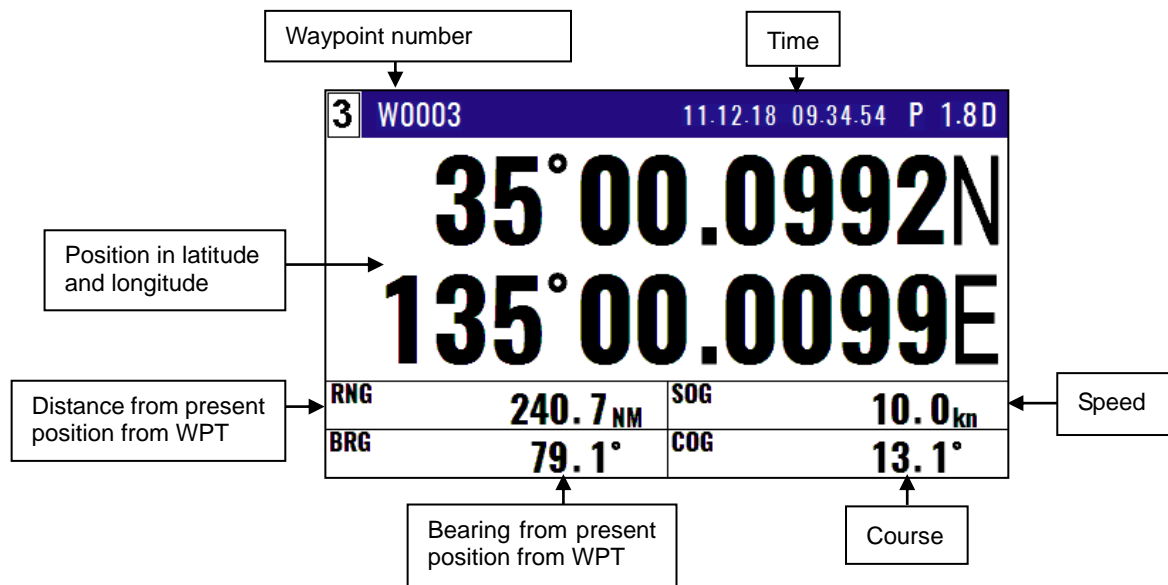 Waypoint number
Time
3 W0003 11.12.18 09.34.54 P 1.8D
35°00.0992N
Position in latitude
and longitude
135°00.0099E
Distance from present
position from WPT
RNG 240.7NM SOG 10.0kn
Speed
BRG 79.1° COG 13.1°
Bearing from present
position from WPT
Course